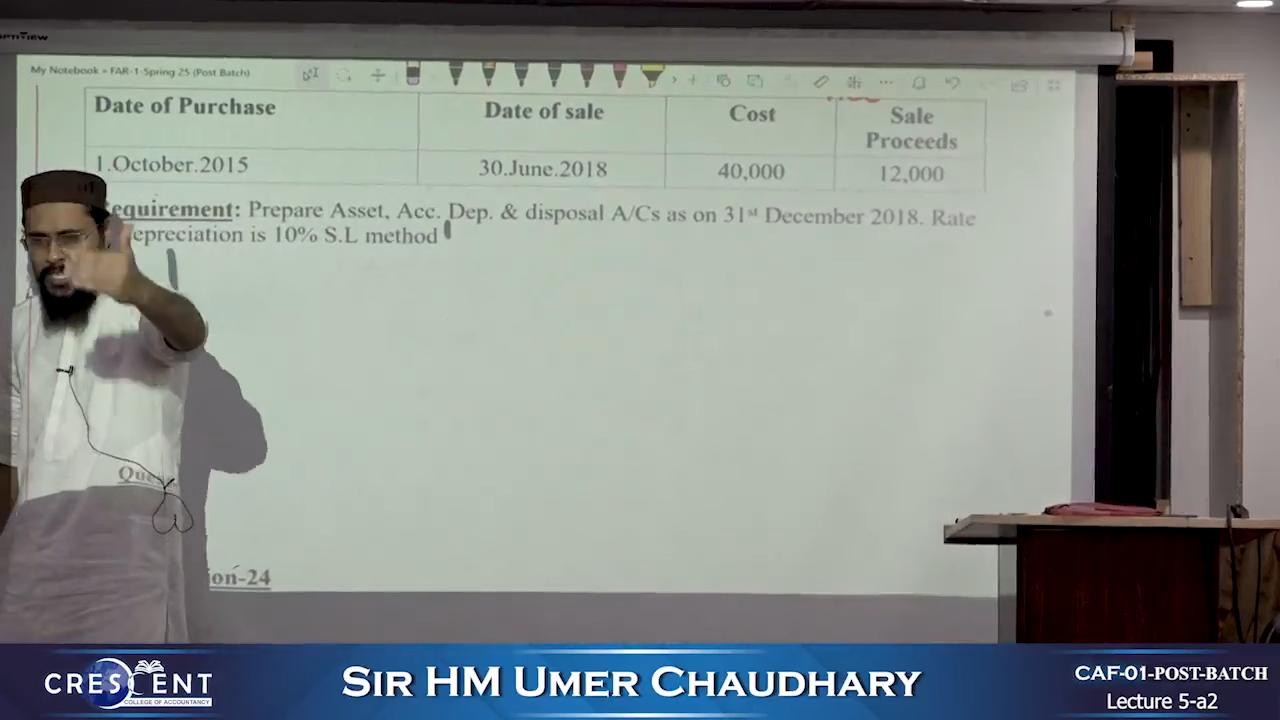 OPTIVIEW
My Notebook » FAR-1-Spring 25 (Post Batch)
Date of Purchase
Date of sale
Cost
Sale Proceeds
1.October.2015
30.June.2018
40,000
12,000
equirement: Prepare Asset, Acc. Dep. & disposal A/Cs as on 31st December 2018. Rate
epreciation is 10% S.L method
Que
ion-24
CRESCENT
COLLEGE OF ACCOUNTANCY
SIR HM UMER CHAUDHARY
CAF-01-POST-BATCH
Lecture 5-a2